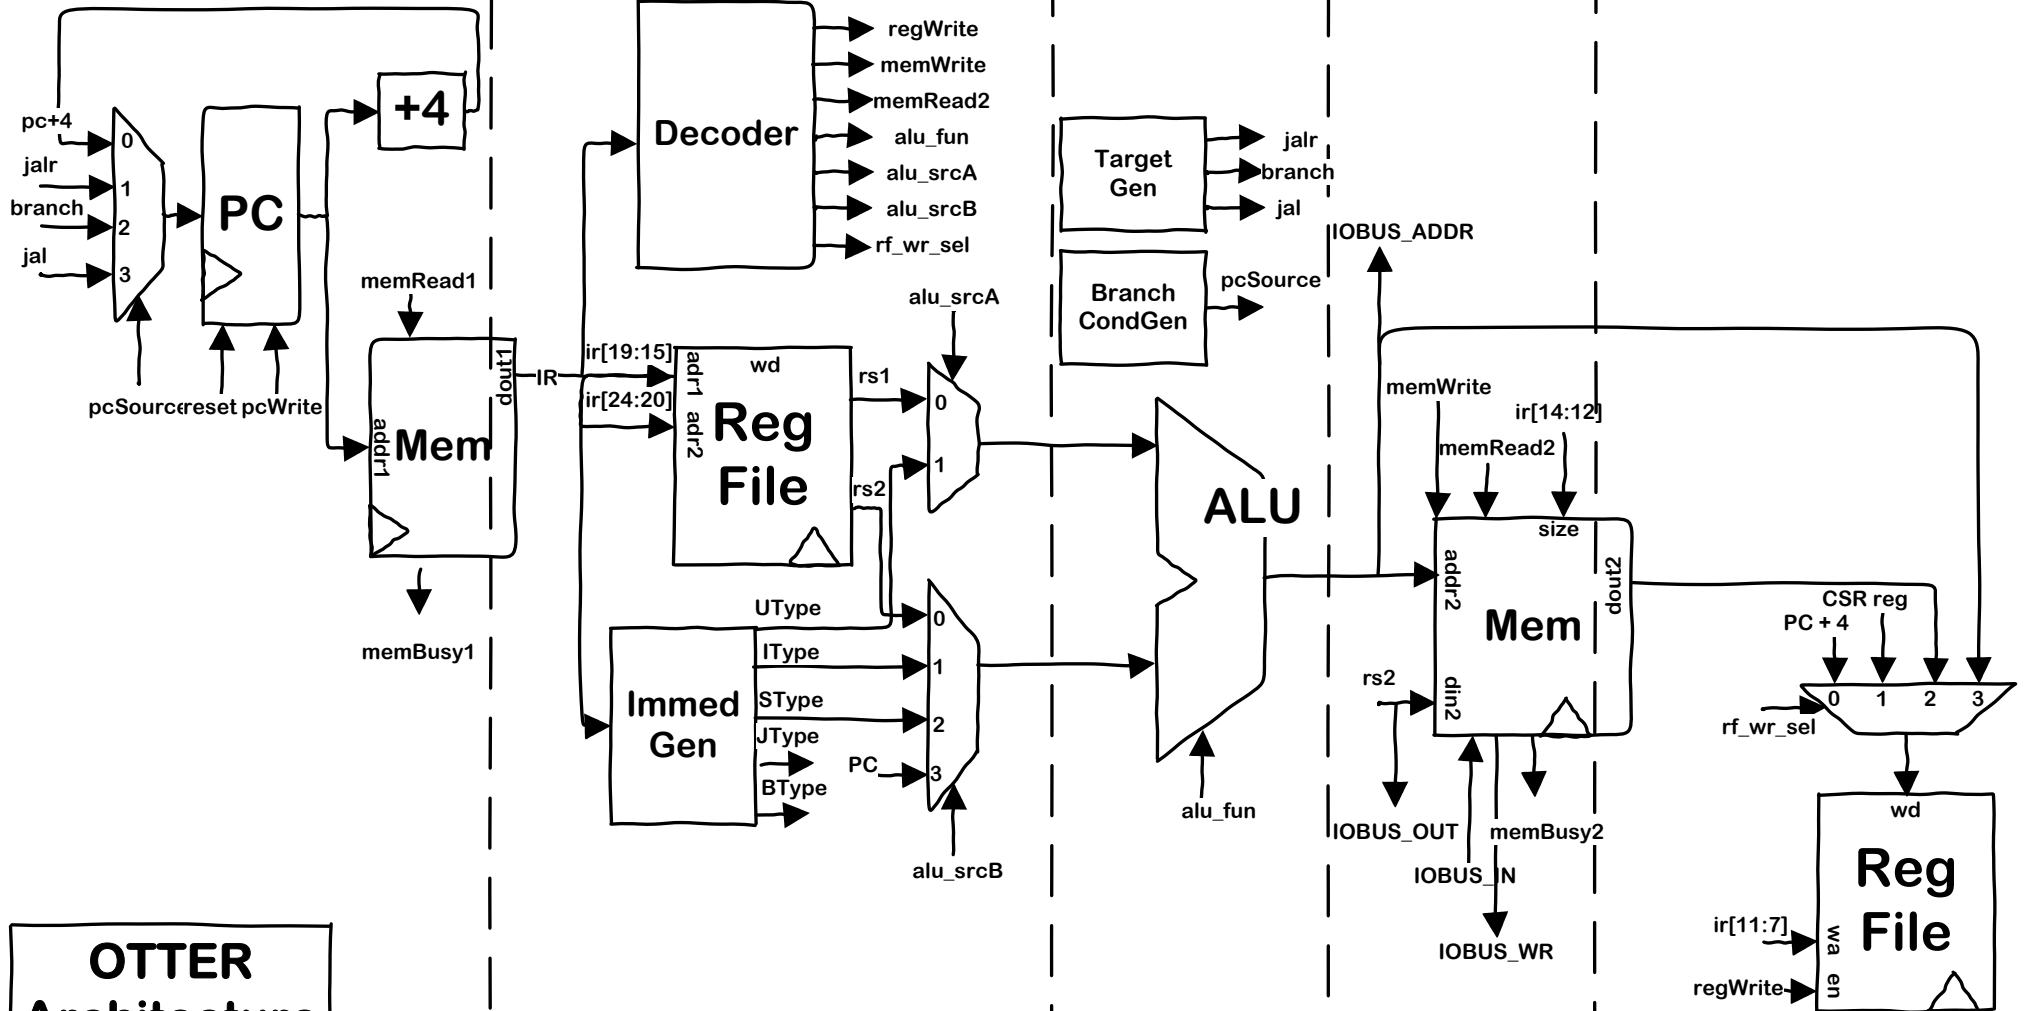 pc+4
jalr
branch
jal
0
1
2
3
PC
+4
pcSource
reset
pcWrite
memRead1
addr1
Mem
dout1
memBusy1
IR
Decoder
regWrite
memWrite
memRead2
alu_fun
alu_srcA
alu_srcB
rf_wr_sel
ir[19:15]
ir[24:20]
adr1
adr2
wd
Reg
File
rs1
rs2
alu_srcA
0
1
UType
IType
SType
JType
BType
Immed
Gen
PC
0
1
2
3
alu_srcB
Target
Gen
jalr
branch
jal
Branch
CondGen
pcSource
ALU
alu_fun
IOBUS_ADDR
memWrite
ir[14:12]
memRead2
size
addr2
Mem
dout2
din2
rs2
IOBUS_OUT
memBusy2
IOBUS_IN
IOBUS_WR
CSR reg
PC + 4
0
1
2
3
rf_wr_sel
wd
Reg
File
ir[11:7]
wa
regWrite
en
OTTER
Architecture